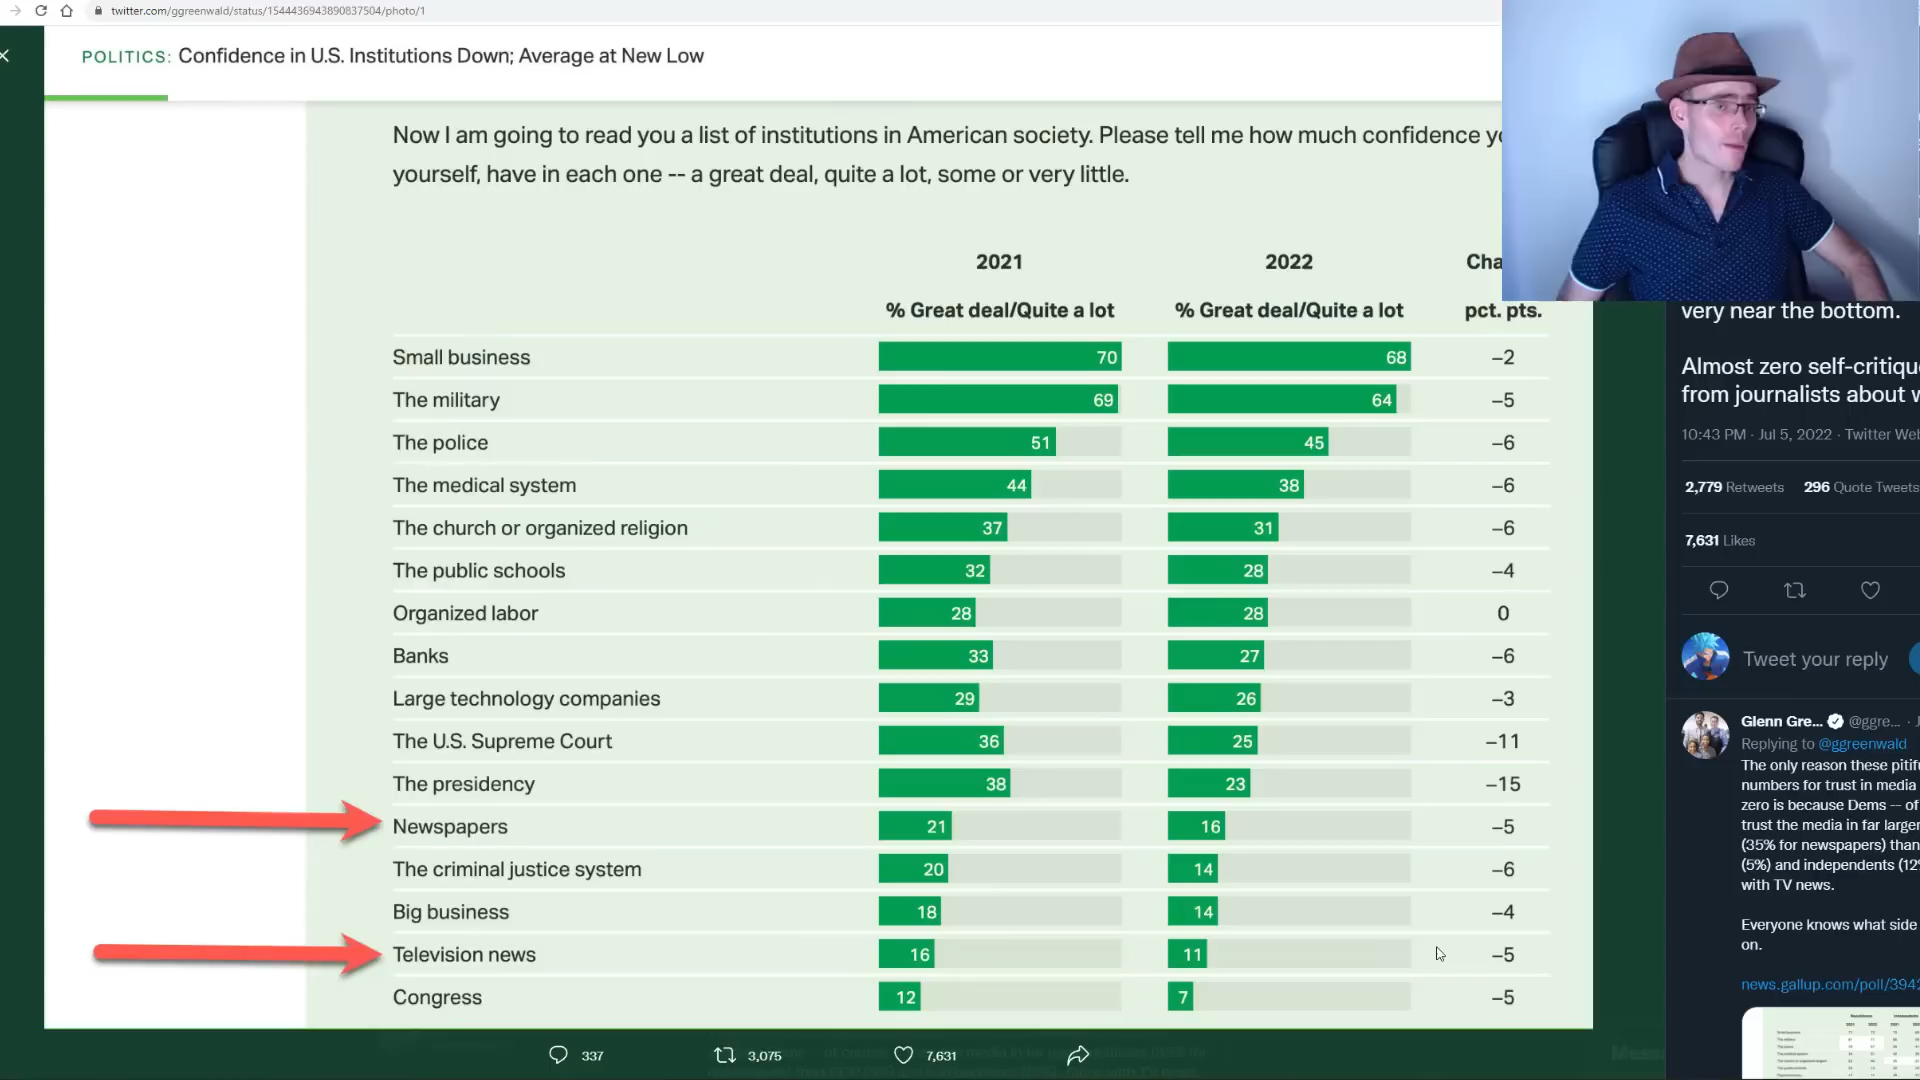 twitter.com/ggreenwald/status/1544436943890837504/photo/1
POLITICS: Confidence in U.S. Institutions Down; Average at New Low
Now I am going to read you a list of institutions in American society. Please tell me how much confidence
yourself, have in each one -- a great deal, quite a lot, some or very little.
2021 2022
% Great deal/Quite a lot % Great deal/Quite a lot pct. pts.
Small business 70 68 −2
The military 69 64 −5
The police 51 45 −6
The medical system 44 38 −6
The church or organized religion 37 31 −6
The public schools 32 28 −4
Organized labor 28 28 0
Banks 33 27 −6
Large technology companies 29 26 −3
The U.S. Supreme Court 36 25 −11
The presidency 38 23 −15
Newspapers 21 16 −5
The criminal justice system 20 14 −6
Big business 18 14 −4
Television news 16 11 −5
Congress 12 7 −5
337 3,075 7,631
very near the bottom.
Almost zero
from journalists about
10:43 PM · Jul 5, 2022 · Twitter
2,779 Retweets 296 Quote Tweets
7,631 Likes
Tweet your reply
Glenn Gre... @ggre... ·
Replying to @ggreenwald
The only reason these
numbers for trust in media
zero is because Dems -- of
trust the media in far
(35% for newspapers) than
(5%) and independents
with TV news.
Everyone knows what side
on.
news.gallup.com/poll/394